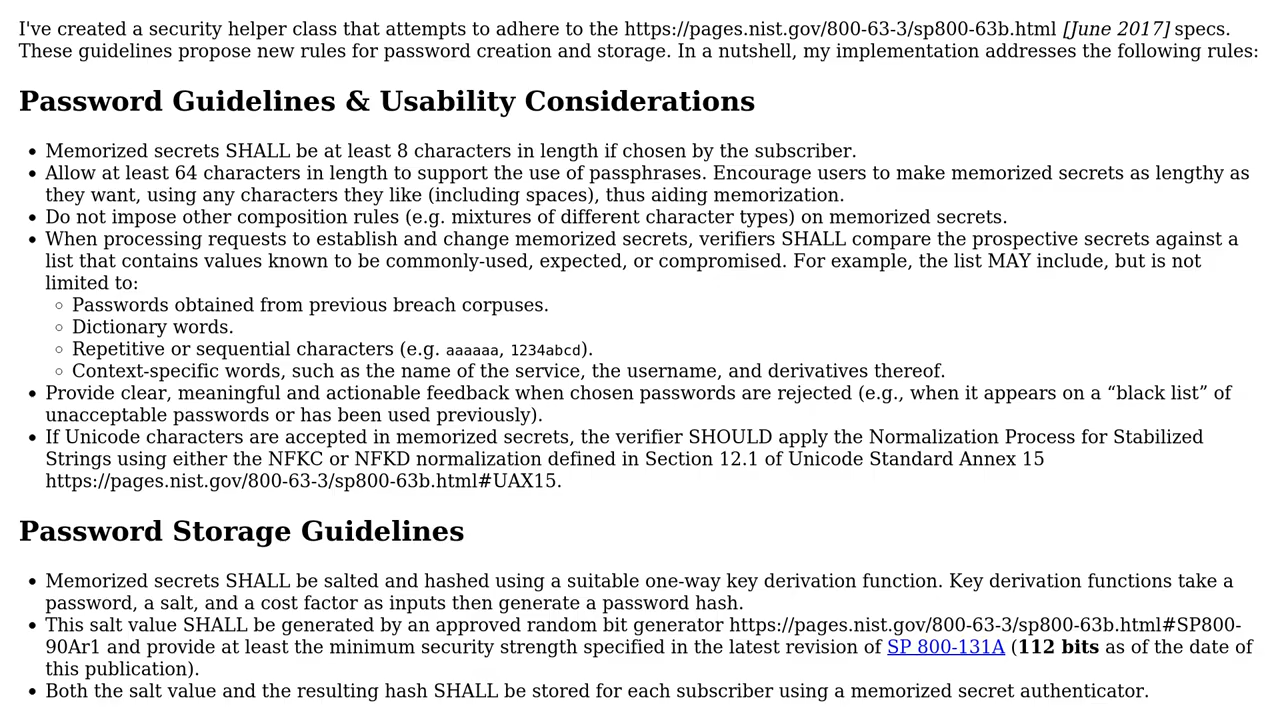 I've created a security helper class that attempts to adhere to the https://pages.nist.gov/800-63-3/sp800-63b.html [June 2017] specs.
These guidelines propose new rules for password creation and storage. In a nutshell, my implementation addresses the following rules:
Password Guidelines & Usability Considerations
• Memorized secrets SHALL be at least 8 characters in length if chosen by the subscriber.
• Allow at least 64 characters in length to support the use of passphrases. Encourage users to make memorized secrets as lengthy as
they want, using any characters they like (including spaces), thus aiding memorization.
• Do not impose other composition rules (e.g. mixtures of different character types) on memorized secrets.
• When processing requests to establish and change memorized secrets, verifiers SHALL compare the prospective secrets against a
list that contains values known to be commonly-used, expected, or compromised. For example, the list MAY include, but is not
limited to:
◦ Passwords obtained from previous breach corpuses.
◦ Dictionary words.
◦ Repetitive or sequential characters (e.g. aaaaaa, 1234abcd).
◦ Context-specific words, such as the name of the service, the username, and derivatives thereof.
• Provide clear, meaningful and actionable feedback when chosen passwords are rejected (e.g., when it appears on a “black list” of
unacceptable passwords or has been used previously).
• If Unicode characters are accepted in memorized secrets, the verifier SHOULD apply the Normalization Process for Stabilized
Strings using either the NFKC or NFKD normalization defined in Section 12.1 of Unicode Standard Annex 15
https://pages.nist.gov/800-63-3/sp800-63b.html#UAX15.
Password Storage Guidelines
• Memorized secrets SHALL be salted and hashed using a suitable one-way key derivation function. Key derivation functions take a
password, a salt, and a cost factor as inputs then generate a password hash.
• This salt value SHALL be generated by an approved random bit generator https://pages.nist.gov/800-63-3/sp800-63b.html#SP800-
90Ar1 and provide at least the minimum security strength specified in the latest revision of SP 800-131A (112 bits as of the date of
this publication).
• Both the salt value and the resulting hash SHALL be stored for each subscriber using a memorized secret authenticator.